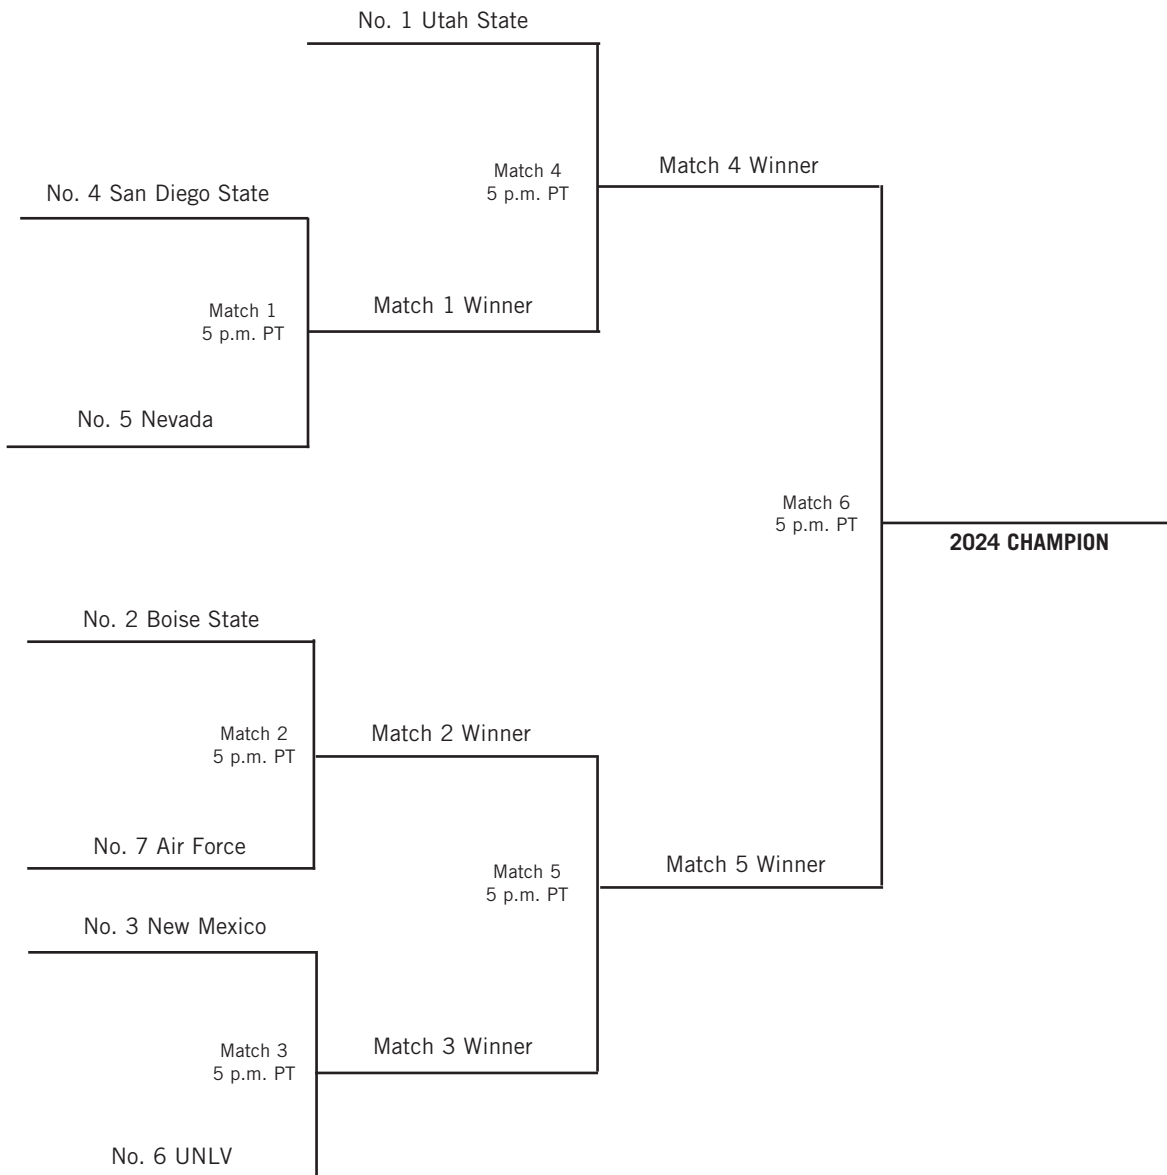 No. 1 Utah State
Match 4
5 p.m. PT
Match 4 Winner
No. 4 San Diego State
Match 1
5 p.m. PT
Match 1 Winner
No. 5 Nevada
Match 6
5 p.m. PT
2024 CHAMPION
No. 2 Boise State
Match 2
5 p.m. PT
Match 2 Winner
No. 7 Air Force
Match 5
5 p.m. PT
Match 5 Winner
No. 3 New Mexico
Match 3
5 p.m. PT
Match 3 Winner
No. 6 UNLV